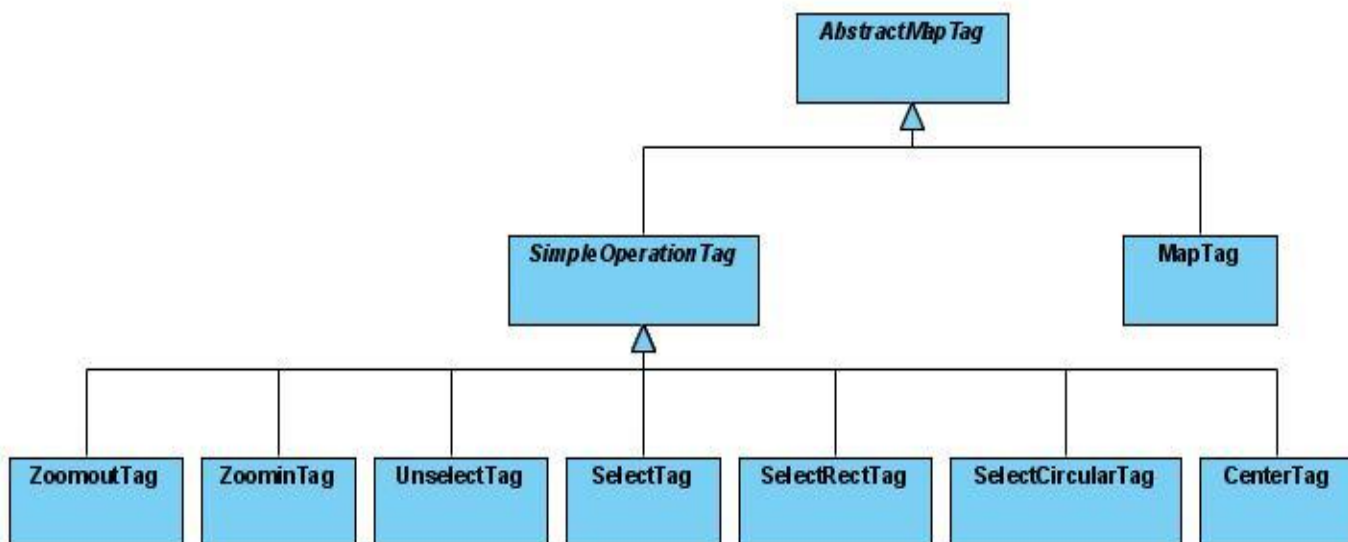 AbstractMapTag
SimpleOperationTag
MapTag
ZoomoutTag
ZoominTag
UnselectTag
SelectTag
SelectRectTag
SelectCircularTag
CenterTag